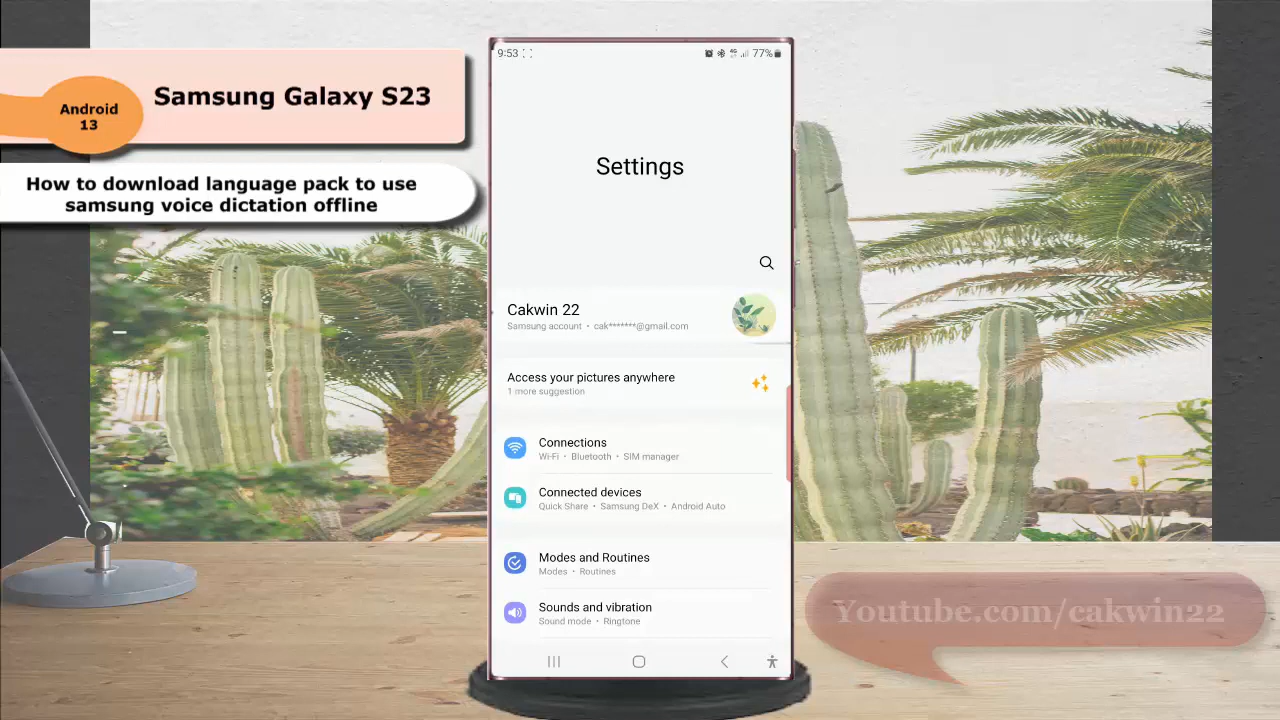 Samsung Galaxy S23
Android
13
How to download language pack to use
samsung voice dictation offline
9:53
4G
77%
Settings
Cakwin 22
Samsung account • cak*******@gmail.com
Access your pictures anywhere
1 more suggestion
Connections
Wi-Fi • Bluetooth • SIM manager
Connected devices
Quick Share • Samsung DeX • Android Auto
Modes and Routines
Modes • Routines
Sounds and vibration
Sound mode • Ringtone
Youtube.com/cakwin22